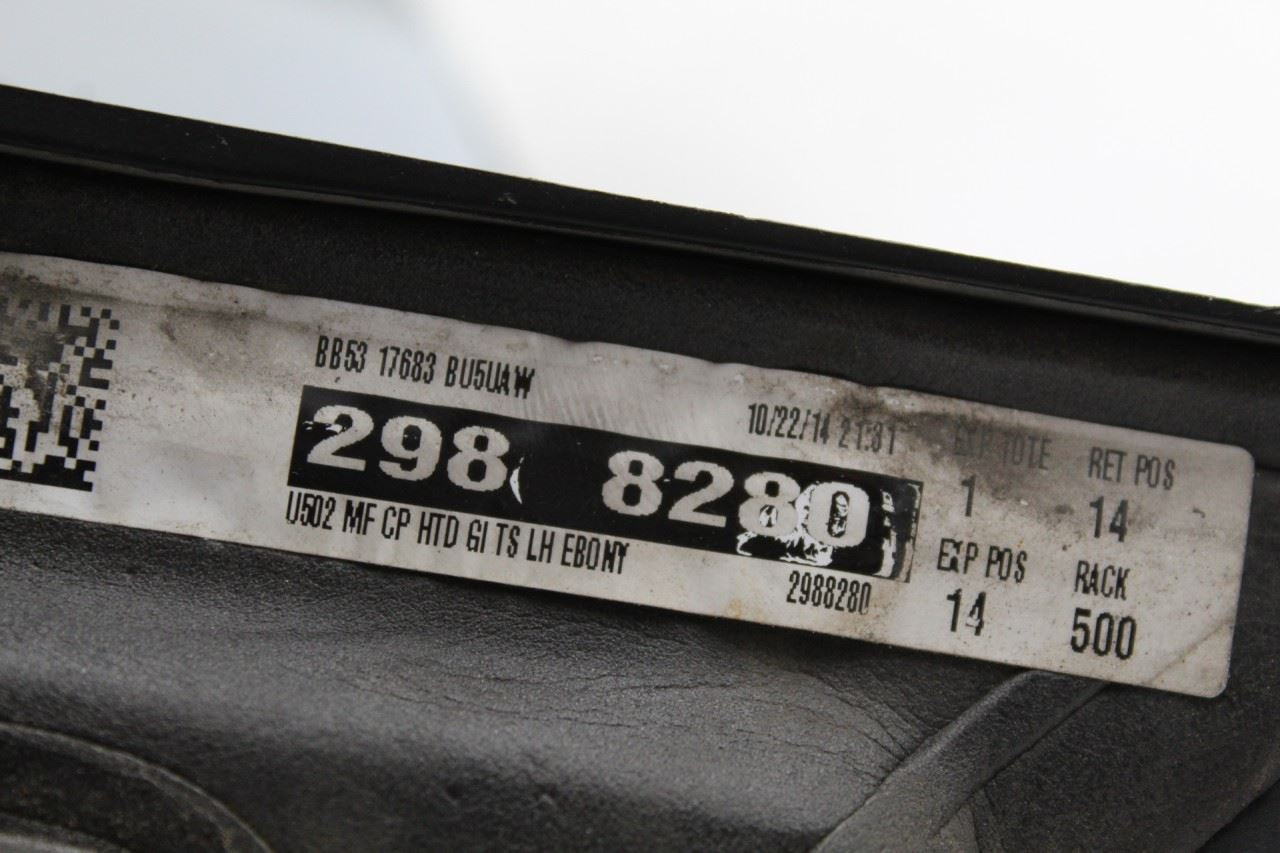 BB53 17683 BU5UAW
10/22/14 21:31
298 8280
U502 MF CP HTD GI TS LH EBONY
2988280
EXP TOTE
1
RET POS
14
EXP POS
14
RACK
500